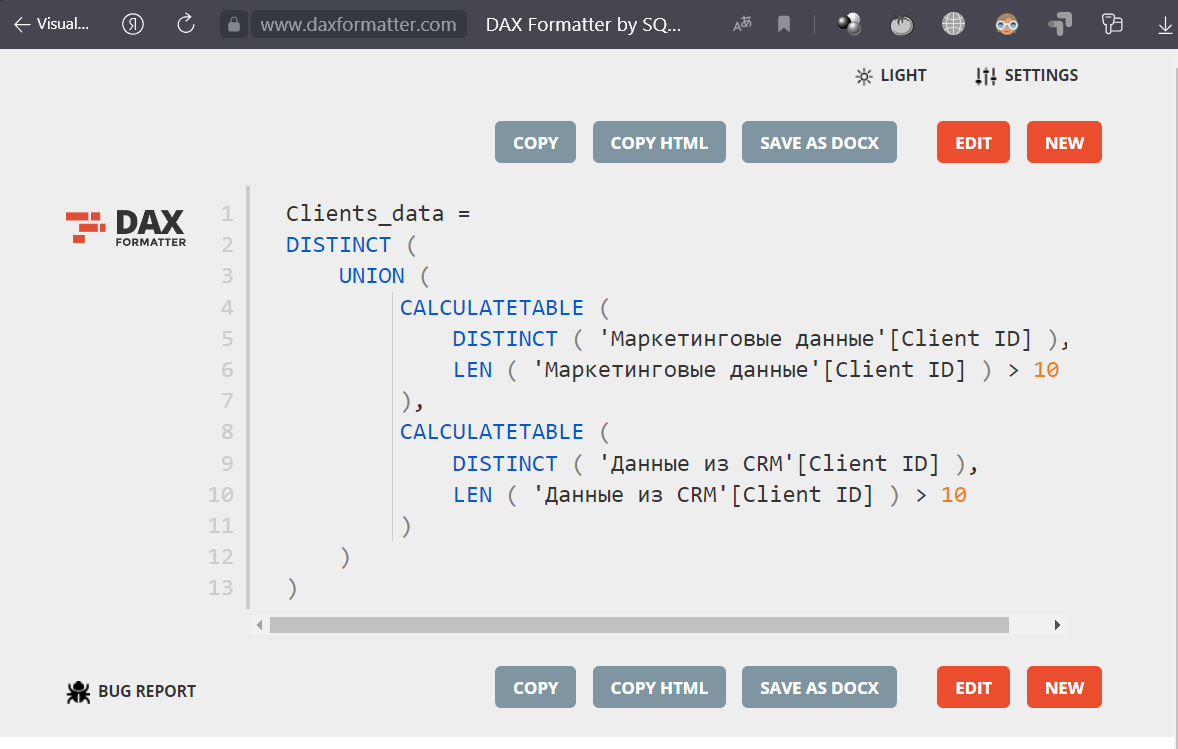 Visual...
Я
www.daxformatter.com
DAX Formatter by SQ...
LIGHT
SETTINGS
COPY
COPY HTML
SAVE AS DOCX
EDIT
NEW
DAX
FORMATTER
1 Clients_data =
2 DISTINCT (
3 UNION (
4 CALCULATETABLE (
5 DISTINCT ( 'Маркетинговые данные'[Client ID] ),
6 LEN ( 'Маркетинговые данные'[Client ID] ) > 10
7 ),
8 CALCULATETABLE (
9 DISTINCT ( 'Данные из CRM'[Client ID] ),
10 LEN ( 'Данные из CRM'[Client ID] ) > 10
11 )
12 )
13 )
BUG REPORT
COPY
COPY HTML
SAVE AS DOCX
EDIT
NEW